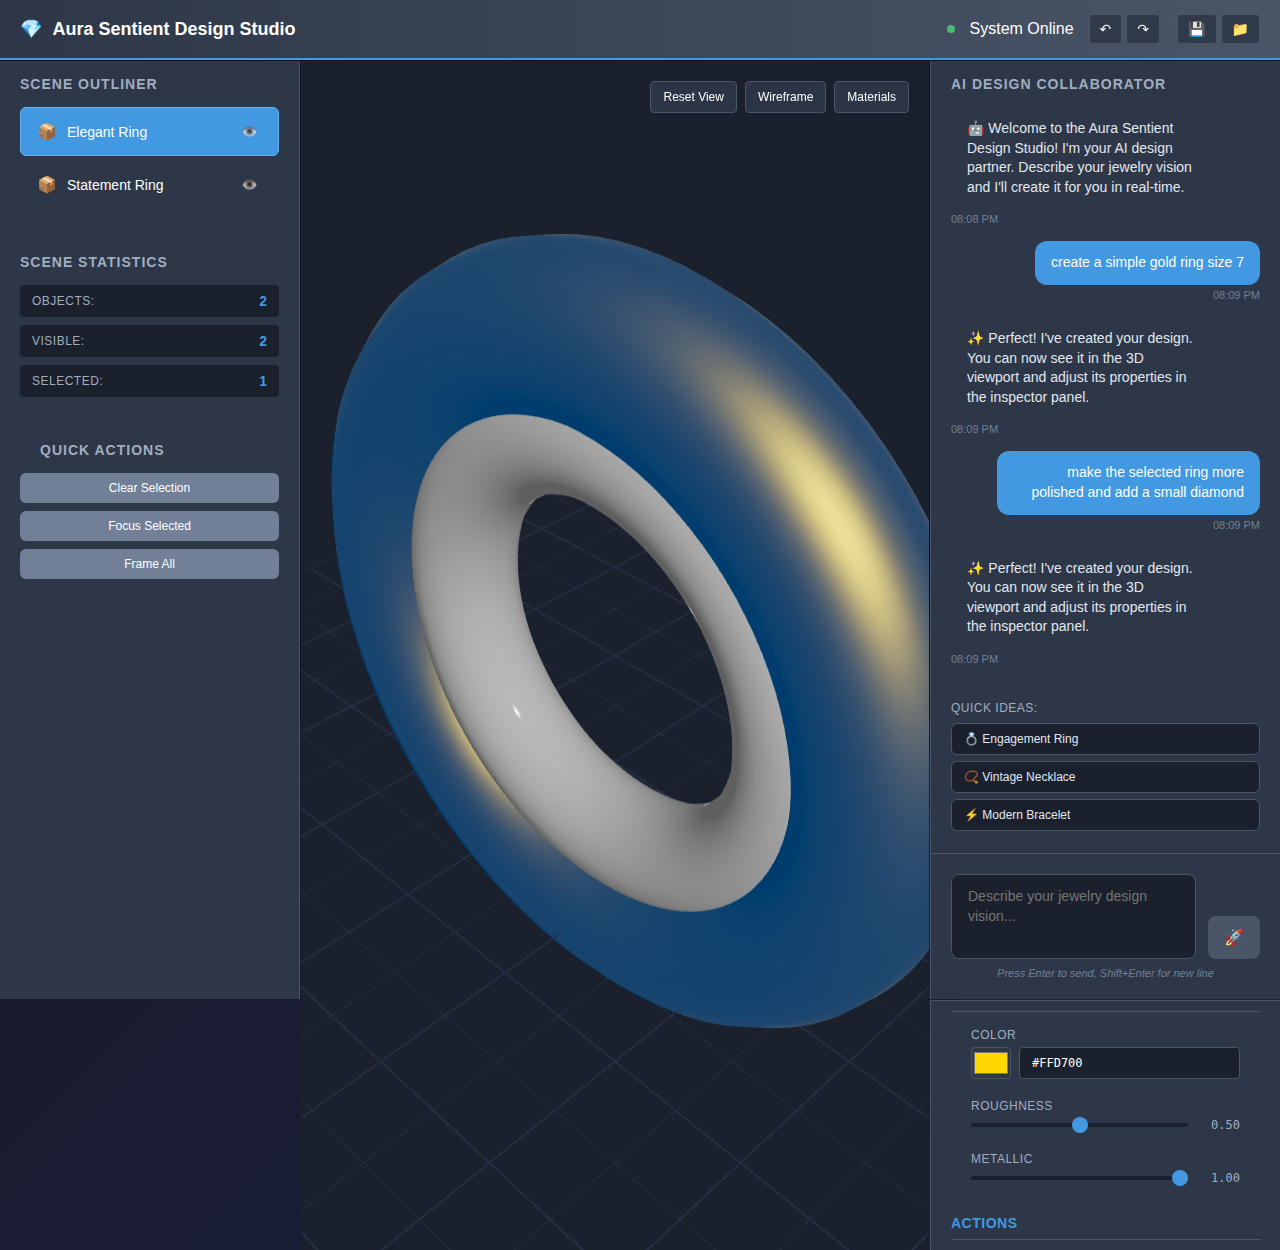 Aura Sentient Design Studio
System Online
SCENE OUTLINER
Elegant Ring
Statement Ring
SCENE STATISTICS
OBJECTS: 2
VISIBLE: 2
SELECTED: 1
QUICK ACTIONS
Clear Selection
Focus Selected
Frame All
Reset View
Wireframe
Materials
AI DESIGN COLLABORATOR
🤖 Welcome to the Aura Sentient
Design Studio! I'm your AI design
partner. Describe your jewelry vision
and I'll create it for you in real-time.
08:08 PM
create a simple gold ring size 7
08:09 PM
✨ Perfect! I've created your design.
You can now see it in the 3D
viewport and adjust its properties in
the inspector panel.
08:09 PM
make the selected ring more
polished and add a small diamond
08:09 PM
✨ Perfect! I've created your design.
You can now see it in the 3D
viewport and adjust its properties in
the inspector panel.
08:09 PM
QUICK IDEAS:
💍 Engagement Ring
📿 Vintage Necklace
⚡ Modern Bracelet
Describe your jewelry design
vision...
Press Enter to send, Shift+Enter for new line
COLOR
#FFD700
ROUGHNESS
0.50
METALLIC
1.00
ACTIONS